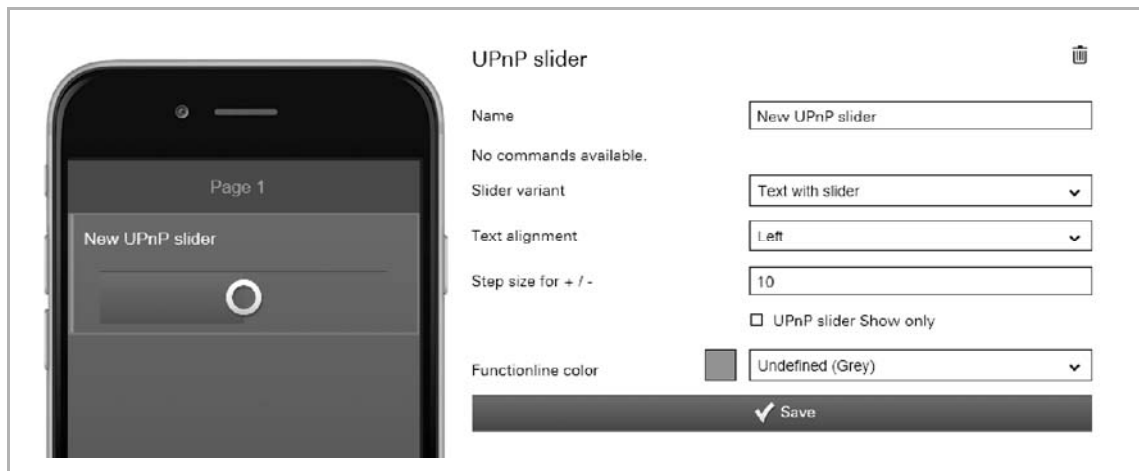 Page 1
New UPnP slider
UPnP slider
Name
New UPnP slider
No commands available.
Slider variant
Text with slider
Text alignment
Left
Step size for + / -
10
UPnP slider Show only
Functionline color
Undefined (Grey)
Save